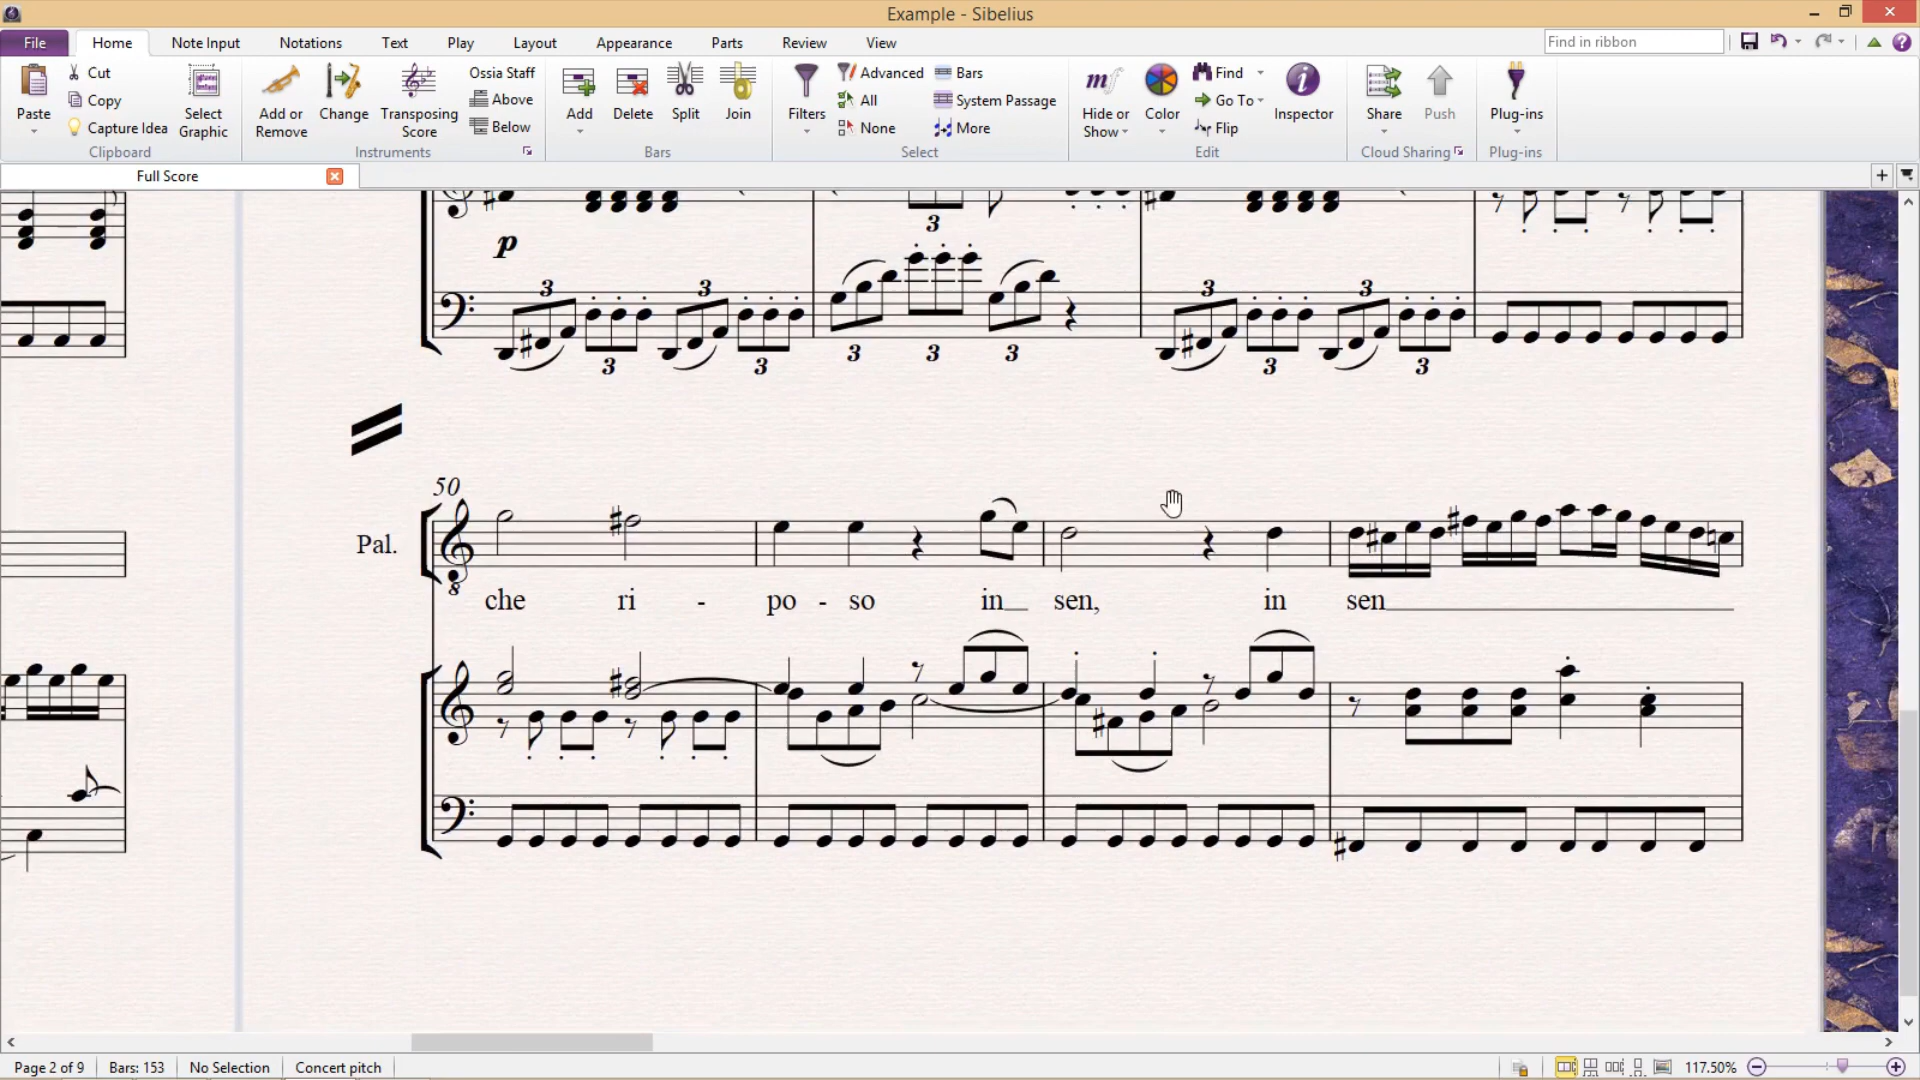 Example - Sibelius
File Home Note Input Notations Text Play Layout Appearance Parts Review View Find in ribbon
Cut Ossia Staff Advanced Bars Find
Copy Above All System Passage Go To
Paste Capture Idea Select Graphic Add or Remove Change Transposing Score Below Add Delete Split Join Filters None More Hide or Show Color Flip Inspector Share Push Plug-ins
Clipboard Instruments Bars Select Edit Cloud Sharing Plug-ins
Full Score
3
p
3 3 3 3
3 3 3 3 3 3 3
50
Pal.
8
che ri - po - so in sen, in sen
Page 2 of 9 Bars: 153 No Selection Concert pitch 117.50%